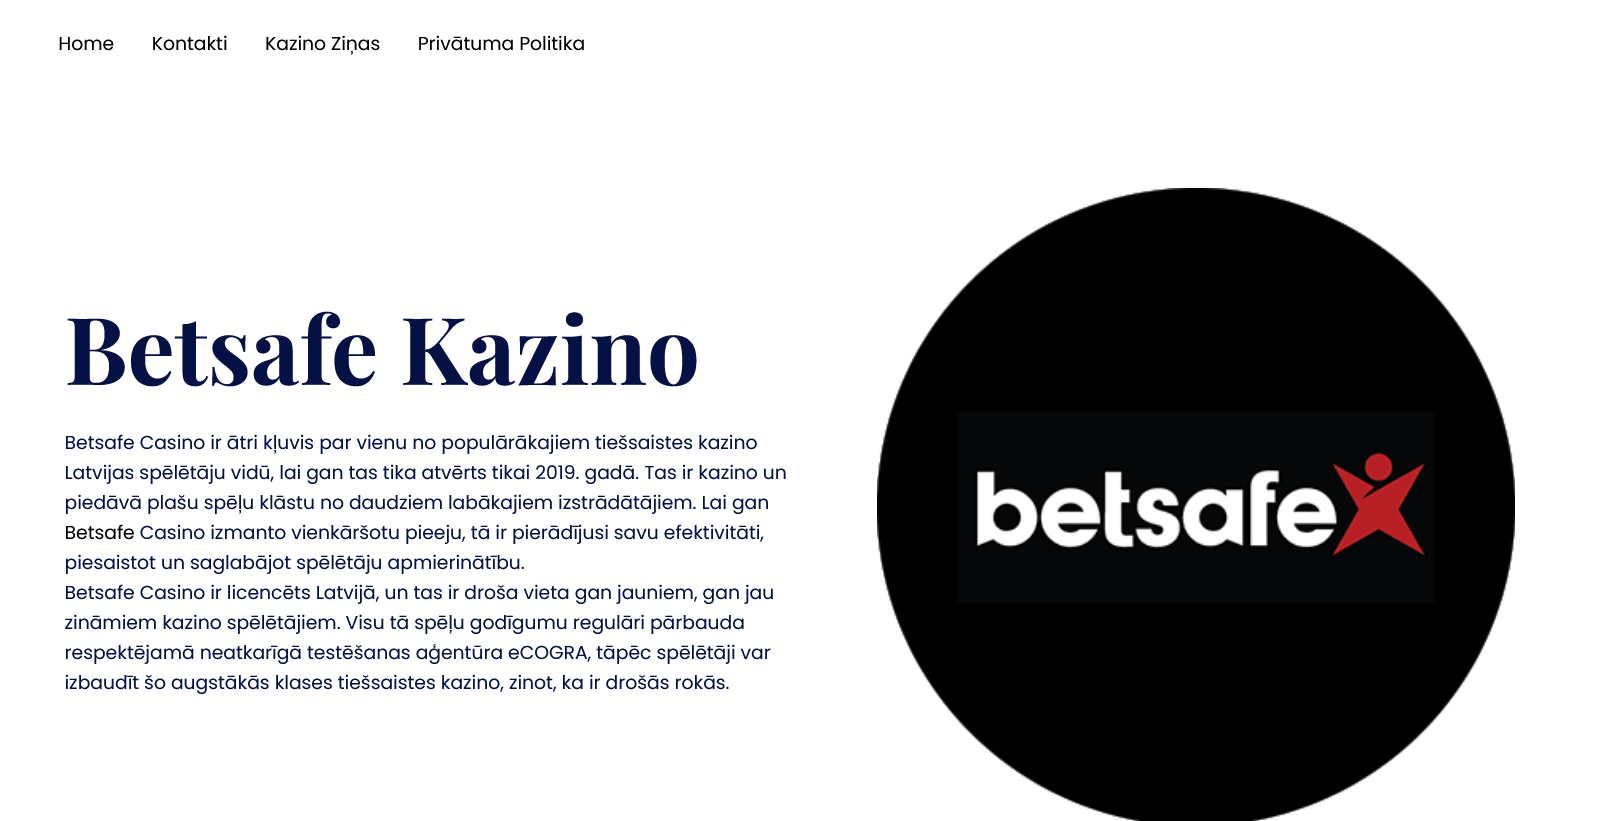 Home Kontakti Kazino Ziņas Privātuma Politika
Betsafe Kazino
Betsafe Casino ir ātri kļuvis par vienu no populārākajiem tiešsaistes kazino
Latvijas spēlētāju vidū, lai gan tas tika atvērts tikai 2019. gadā. Tas ir kazino un
piedāvā plašu spēļu klāstu no daudziem labākajiem izstrādātājiem. Lai gan
Betsafe Casino izmanto vienkāršotu pieeju, tā ir pierādījusi savu efektivitāti,
piesaistot un saglabājot spēlētāju apmierinātību.
Betsafe Casino ir licencēts Latvijā, un tas ir droša vieta gan jauniem, gan jau
zināmiem kazino spēlētājiem. Visu tā spēļu godīgumu regulāri pārbauda
respektējamā neatkarīgā testēšanas aģentūra eCOGRA, tāpēc spēlētāji var
izbaudīt šo augstākās klases tiešsaistes kazino, zinot, ka ir drošās rokās.
betsafe